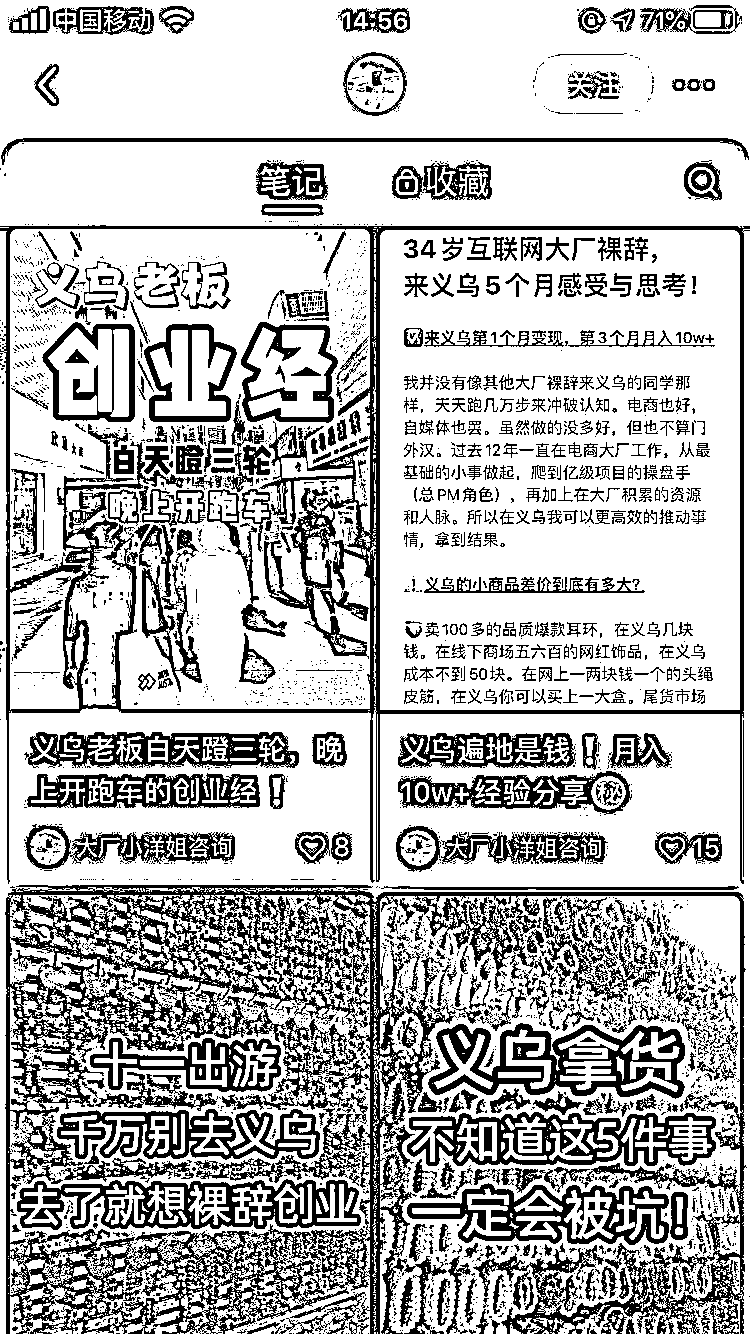 中国移动
14:56
71%
关注
笔记
收藏
义乌老板
创业经
白天蹬三轮
晚上开跑车
义乌老板白天蹬三轮，晚
上开跑车的创业经！
大厂小洋姐咨询
8
34岁互联网大厂裸辞，
来义乌5个月感受与思考！
来义乌第1个月变现，第3个月月入10w+
我并没有像其他大厂裸辞来义乌的同学那
样，天天跑几万步来冲破认知。电商也好，
自媒体也罢。虽然做的没多好，但也不算门
外汉。过去12年一直在电商大厂工作，从最
基础的小事做起，爬到亿级项目的操盘手
（总PM角色），再加上在大厂积累的资源
和人脉。所以在义乌我可以更高效的推动事
情，拿到结果。
义乌的小商品差价到底有多大？
卖100多的品质爆款耳环，在义乌几块
钱。在线下商场五六百的网红饰品，在义乌
成本不到50块。在网上一两块钱一个的头绳
皮筋，在义乌你可以买上一大盒。尾货市场
义乌遍地是钱！月入
10w+经验分享㊙
大厂小洋姐咨询
15
十一出游
千万别去义乌
去了就想裸辞创业
义乌拿货
不知道这5件事
一定会被坑！